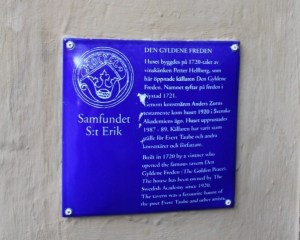 DEN GYLDENE FREDEN
Huset byggdes på 1720-talet av
vinskänken Petter Hellberg, som
här öppnade källaren Den Gyldene
Freden. Namnet syftar på freden i
Nystad 1721.
Genom konstnären Anders Zorns
testamente kom huset 1920 i Svenska
Akademiens ägo. Huset upprustades
1987 - 89. Källaren har varit stam-
ställe för Evert Taube och andra
konstnärer och författare.
Samfundet
S:t Erik
Built in 1720 by a vintner who
opened the famous tavern Den
Gyldene Freden (The Golden Peace).
The house has been owned by The
Swedish Academy since 1920.
The tavern was a favourite haunt of
the poet Evert Taube and other artists.